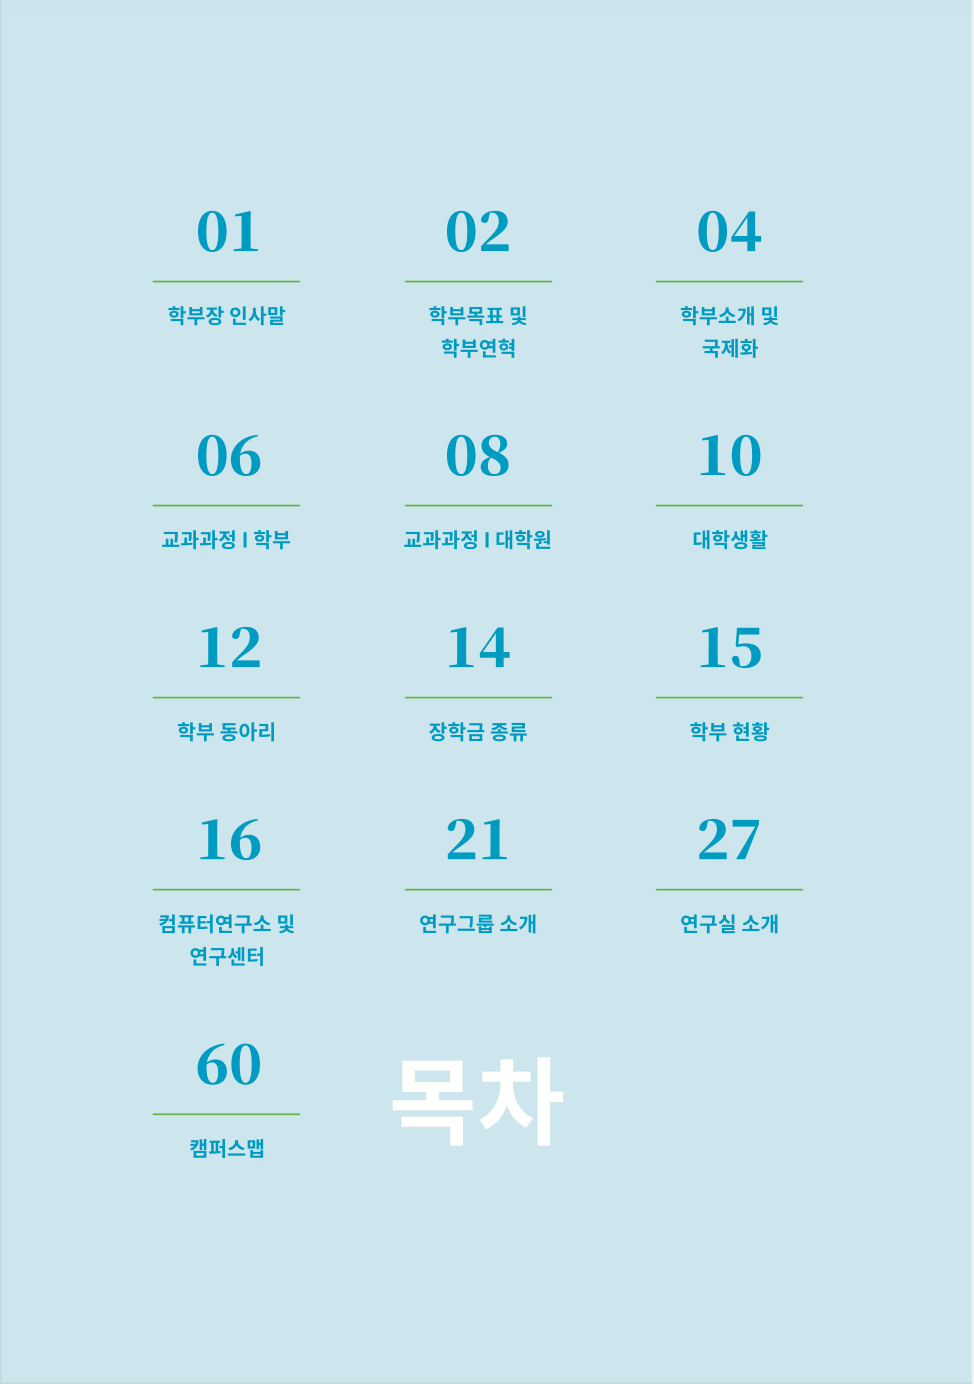 01
학부장 인사말
02
학부목표 및
학부연혁
04
학부소개 및
국제화
06
교과과정 I 학부
08
교과과정 I 대학원
10
대학생활
12
학부 동아리
14
장학금 종류
15
학부 현황
16
컴퓨터연구소 및
연구센터
21
연구그룹 소개
27
연구실 소개
60
캠퍼스맵
목차